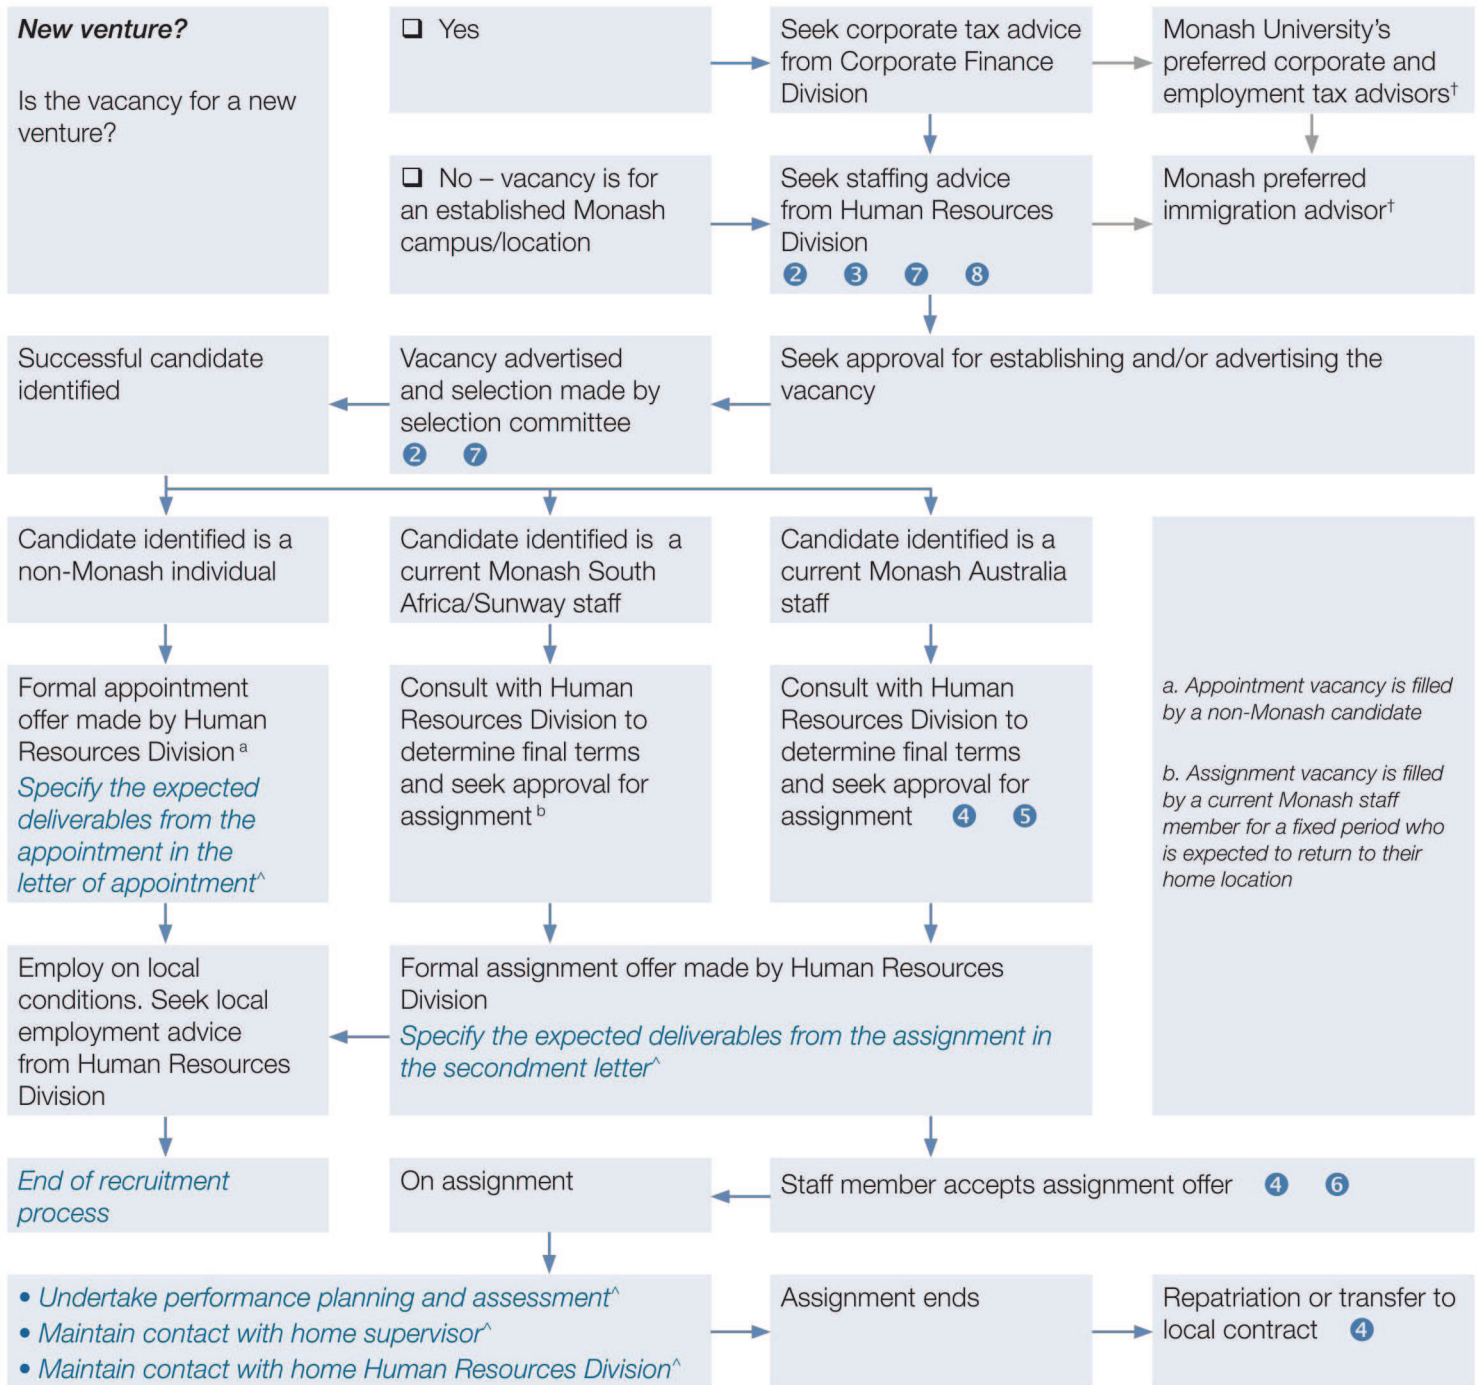 New venture?
Is the vacancy for a new
venture?
❑ Yes
Seek corporate tax advice
from Corporate Finance
Division
Monash University’s
preferred corporate and
employment tax advisors†
❑ No – vacancy is for
an established Monash
campus/location
Seek staffing advice
from Human Resources
Division
❷ ❸ ❼ ❽
Monash preferred
immigration advisor†
Successful candidate
identified
Vacancy advertised
and selection made by
selection committee
❷ ❼
Seek approval for establishing and/or advertising the
vacancy
Candidate identified is a
non-Monash individual
Candidate identified is a
current Monash South
Africa/Sunway staff
Candidate identified is a
current Monash Australia
staff
Formal appointment
offer made by Human
Resources Division a
Specify the expected
deliverables from the
appointment in the
letter of appointment^
Consult with Human
Resources Division to
determine final terms
and seek approval for
assignment b
Consult with Human
Resources Division to
determine final terms
and seek approval for
assignment ❹ ❺
a. Appointment vacancy is filled
by a non-Monash candidate
b. Assignment vacancy is filled
by a current Monash staff
member for a fixed period who
is expected to return to their
home location
Employ on local
conditions. Seek local
employment advice
from Human Resources
Division
Formal assignment offer made by Human Resources
Division
Specify the expected deliverables from the assignment in
the secondment letter^
End of recruitment
process
On assignment
Staff member accepts assignment offer ❹ ❻
• Undertake performance planning and assessment^
• Maintain contact with home supervisor^
• Maintain contact with home Human Resources Division^
Assignment ends
Repatriation or transfer to
local contract ❹